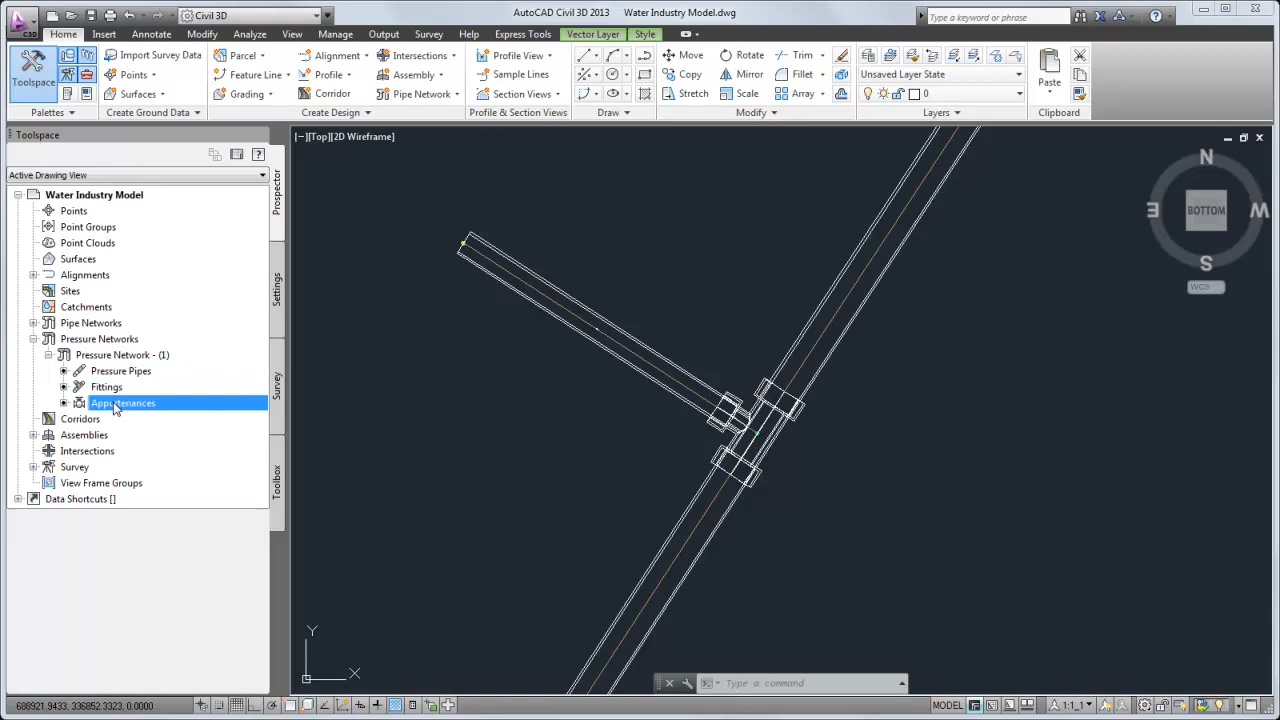 Civil 3D
AutoCAD Civil 3D 2013 Water Industry Model.dwg
Type a keyword or phrase
C3D
Home Insert Annotate Modify Analyze View Manage Output Survey Help Express Tools Vector Layer Style
Toolspace
Import Survey Data
Points
Surfaces
Parcel
Feature Line
Grading
Alignment
Profile
Corridor
Intersections
Assembly
Pipe Network
Profile View
Sample Lines
Section Views
Move
Copy
Stretch
Rotate
Mirror
Scale
Trim
Fillet
Array
Unsaved Layer State
0
Paste
Palettes
Create Ground Data
Create Design
Profile & Section Views
Draw
Modify
Layers
Clipboard
Toolspace
Active Drawing View
Water Industry Model
Points
Point Groups
Point Clouds
Surfaces
Alignments
Sites
Catchments
Pipe Networks
Pressure Networks
Pressure Network - (1)
Pressure Pipes
Fittings
Appurtenances
Corridors
Assemblies
Intersections
Survey
View Frame Groups
Data Shortcuts []
Prospector
Settings
Survey
Toolbox
[−][Top][2D Wireframe]
N
E
BOTTOM
W
S
WCS
Y
X
Type a command
688921.9433, 336852.3323, 0.0000
MODEL
1:1_1